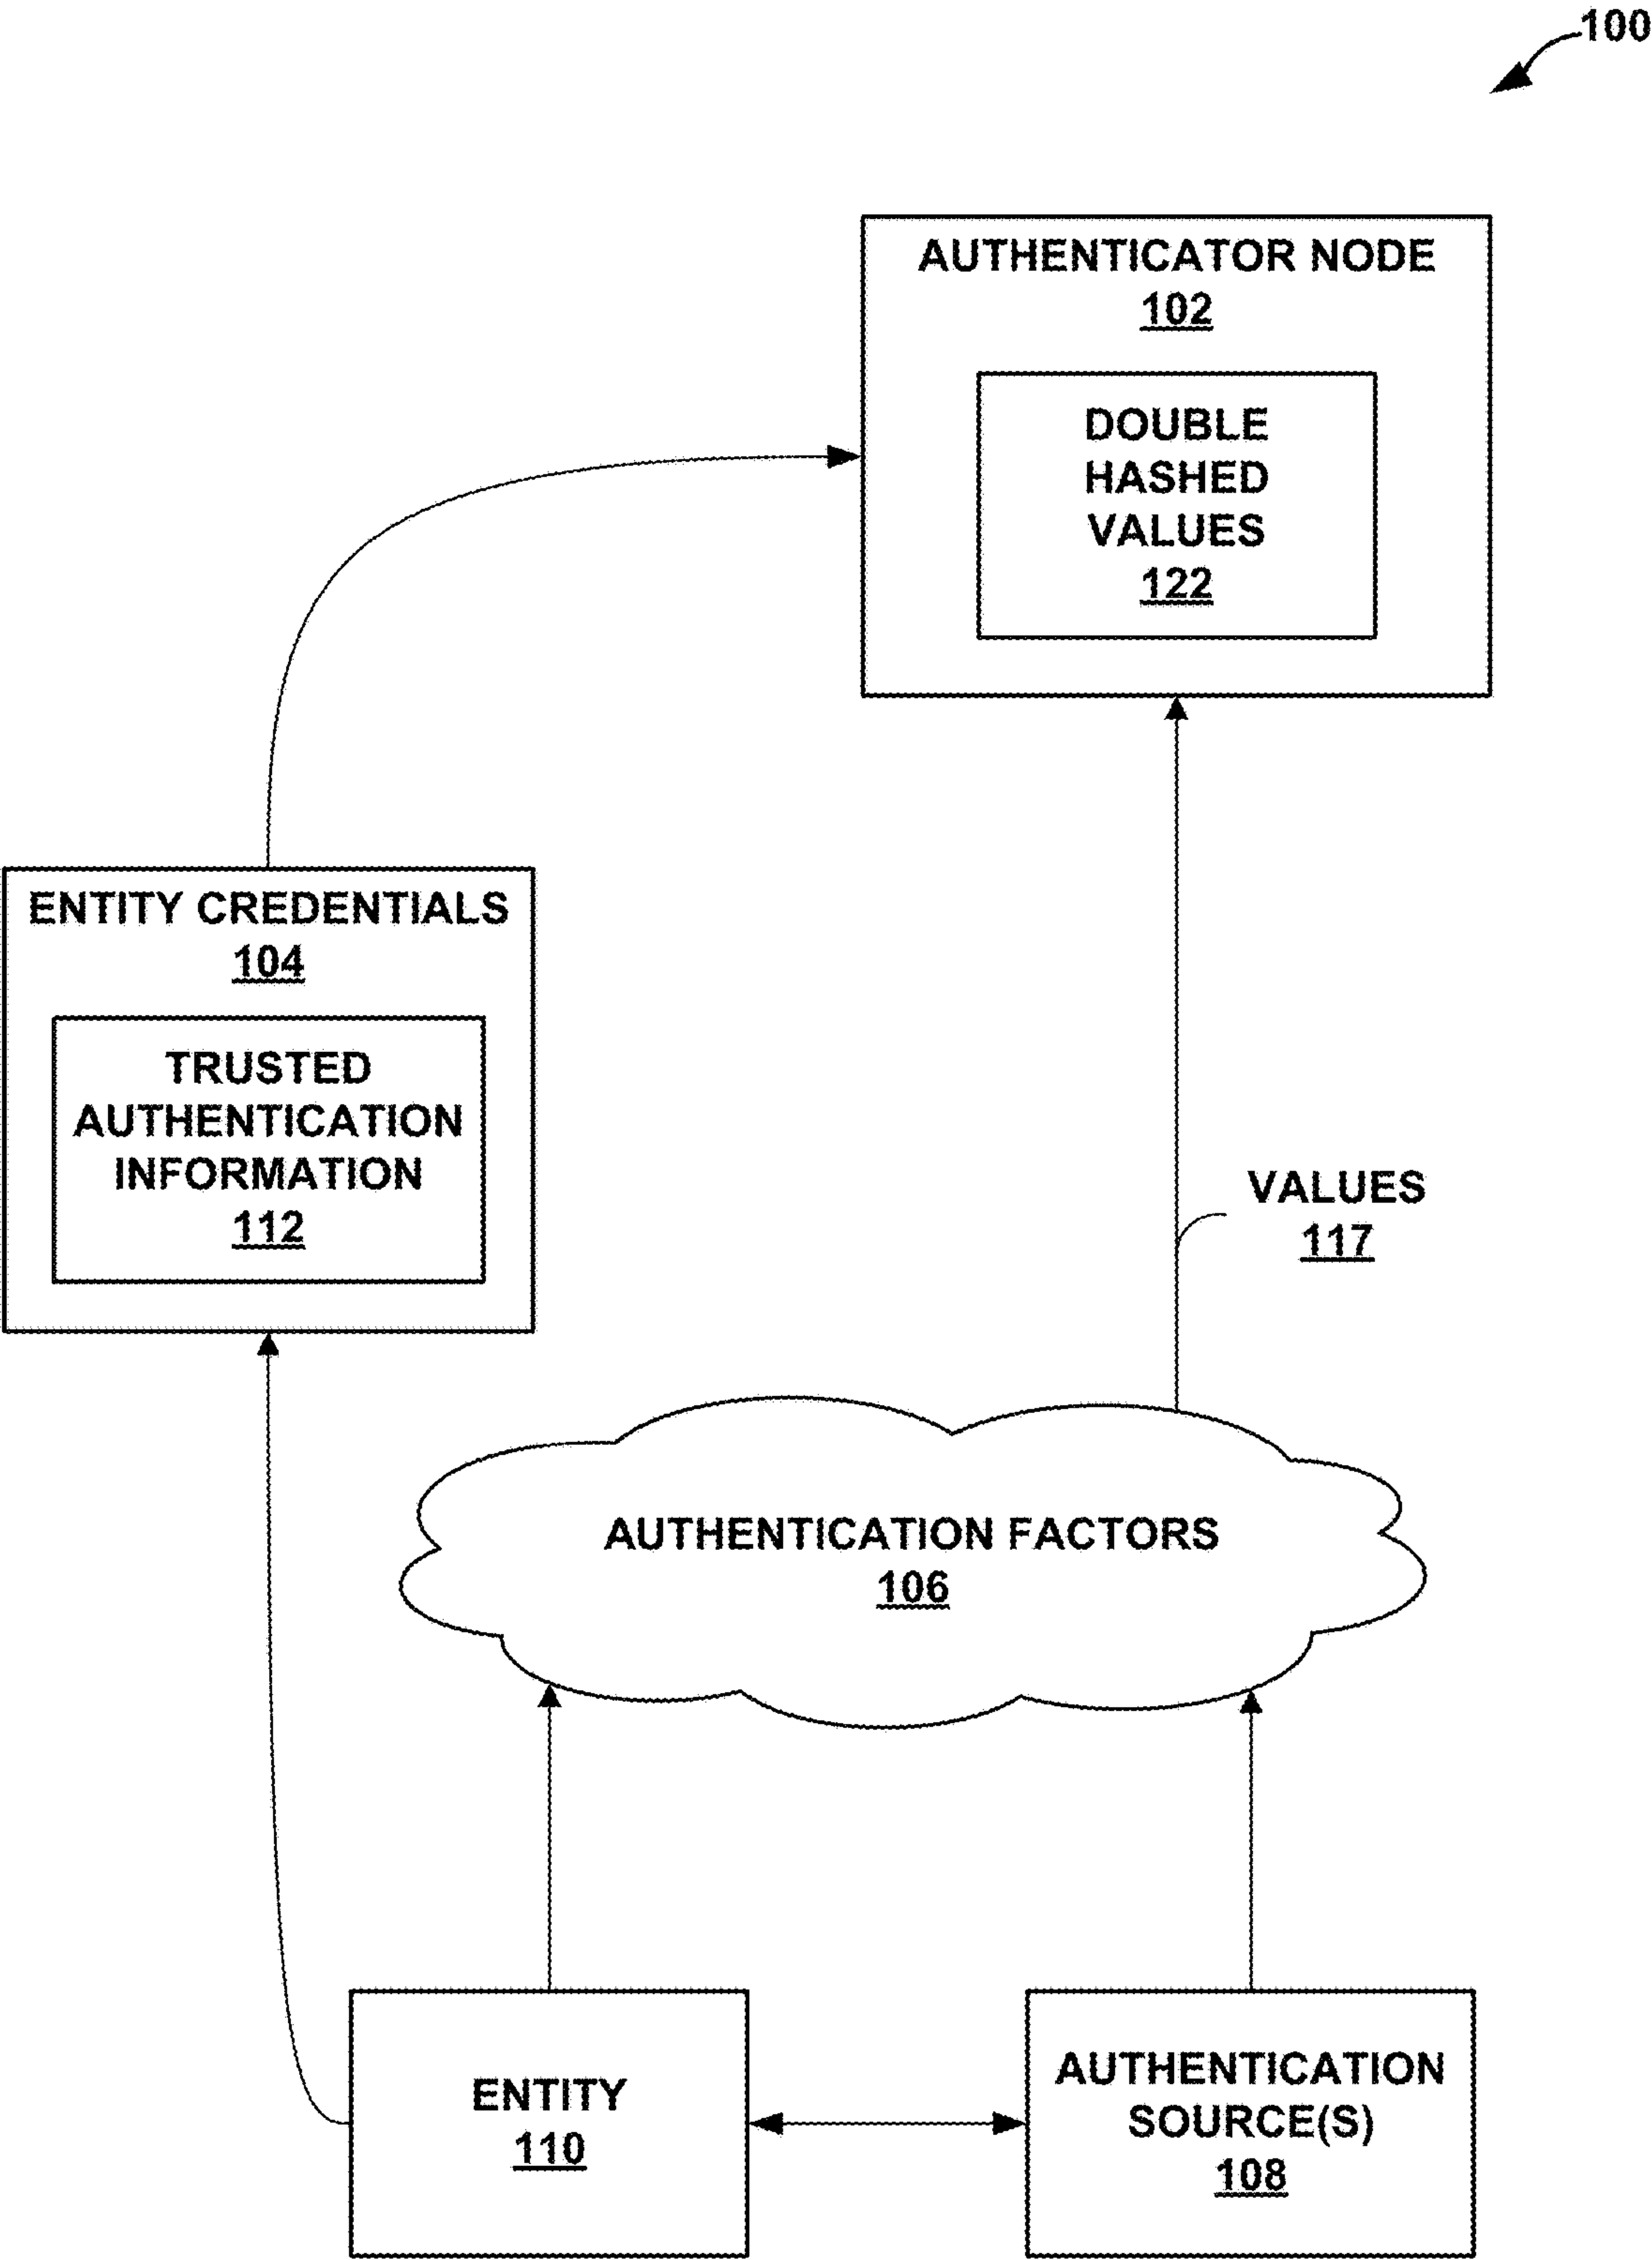 100
AUTHENTICATOR NODE
102
DOUBLE
HASHED
VALUES
122
ENTITY CREDENTIALS
104
TRUSTED
AUTHENTICATION
INFORMATION
112
VALUES
117
AUTHENTICATION FACTORS
106
ENTITY
110
AUTHENTICATION
SOURCE(S)
108